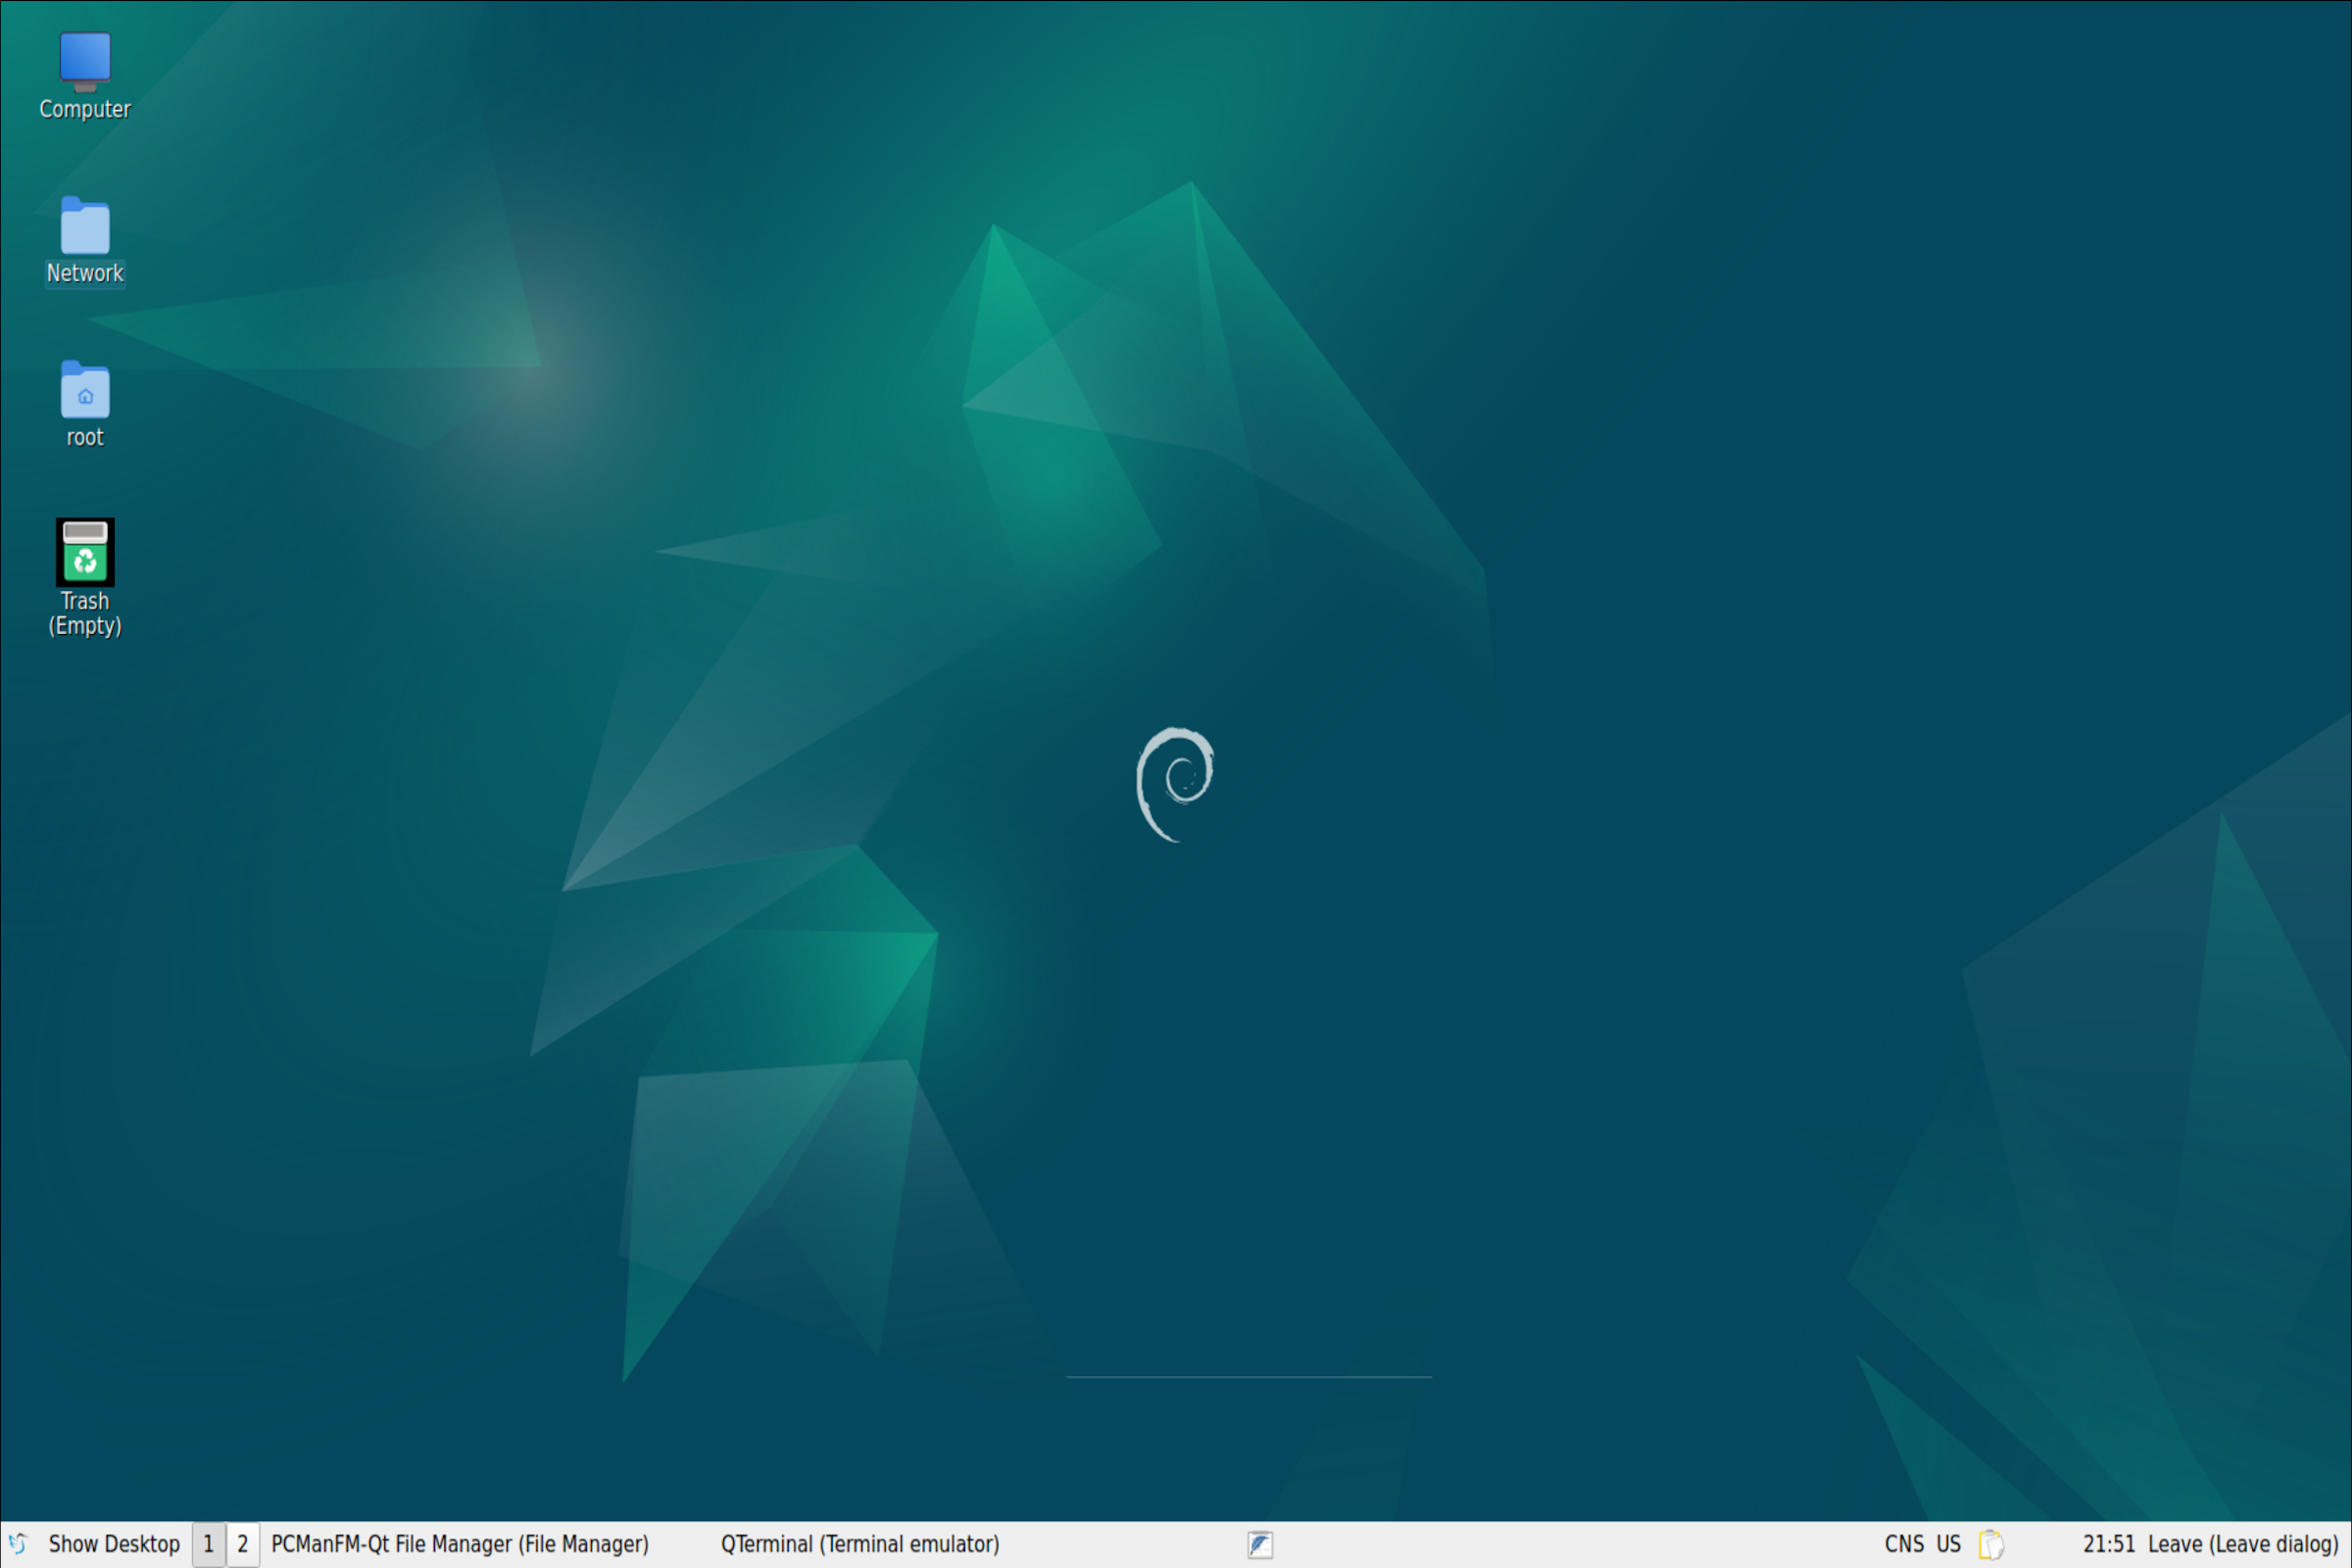 Computer
Network
root
Trash
(Empty)
Show Desktop 1 2 PCManFM-Qt File Manager (File Manager) QTerminal (Terminal emulator) CNS US 21:51 Leave (Leave dialog)